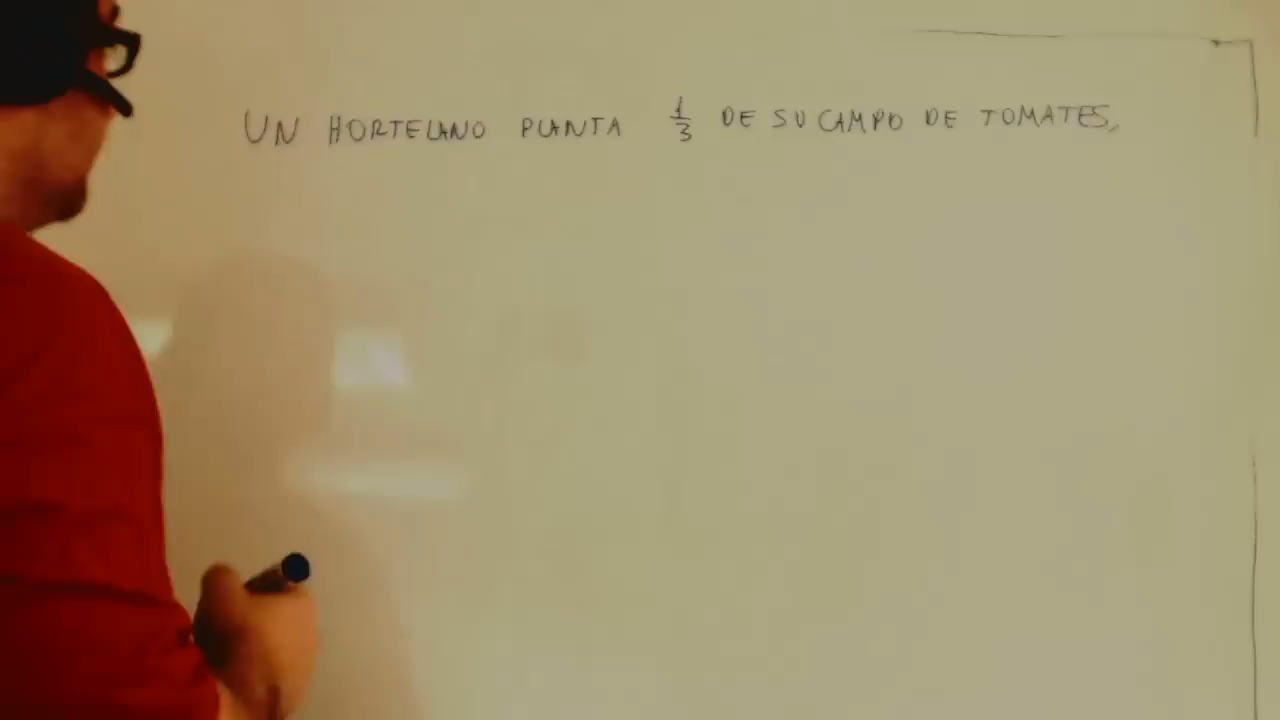 UN HORTELANO PLANTA 1/3 DE SU CAMPO DE TOMATES,